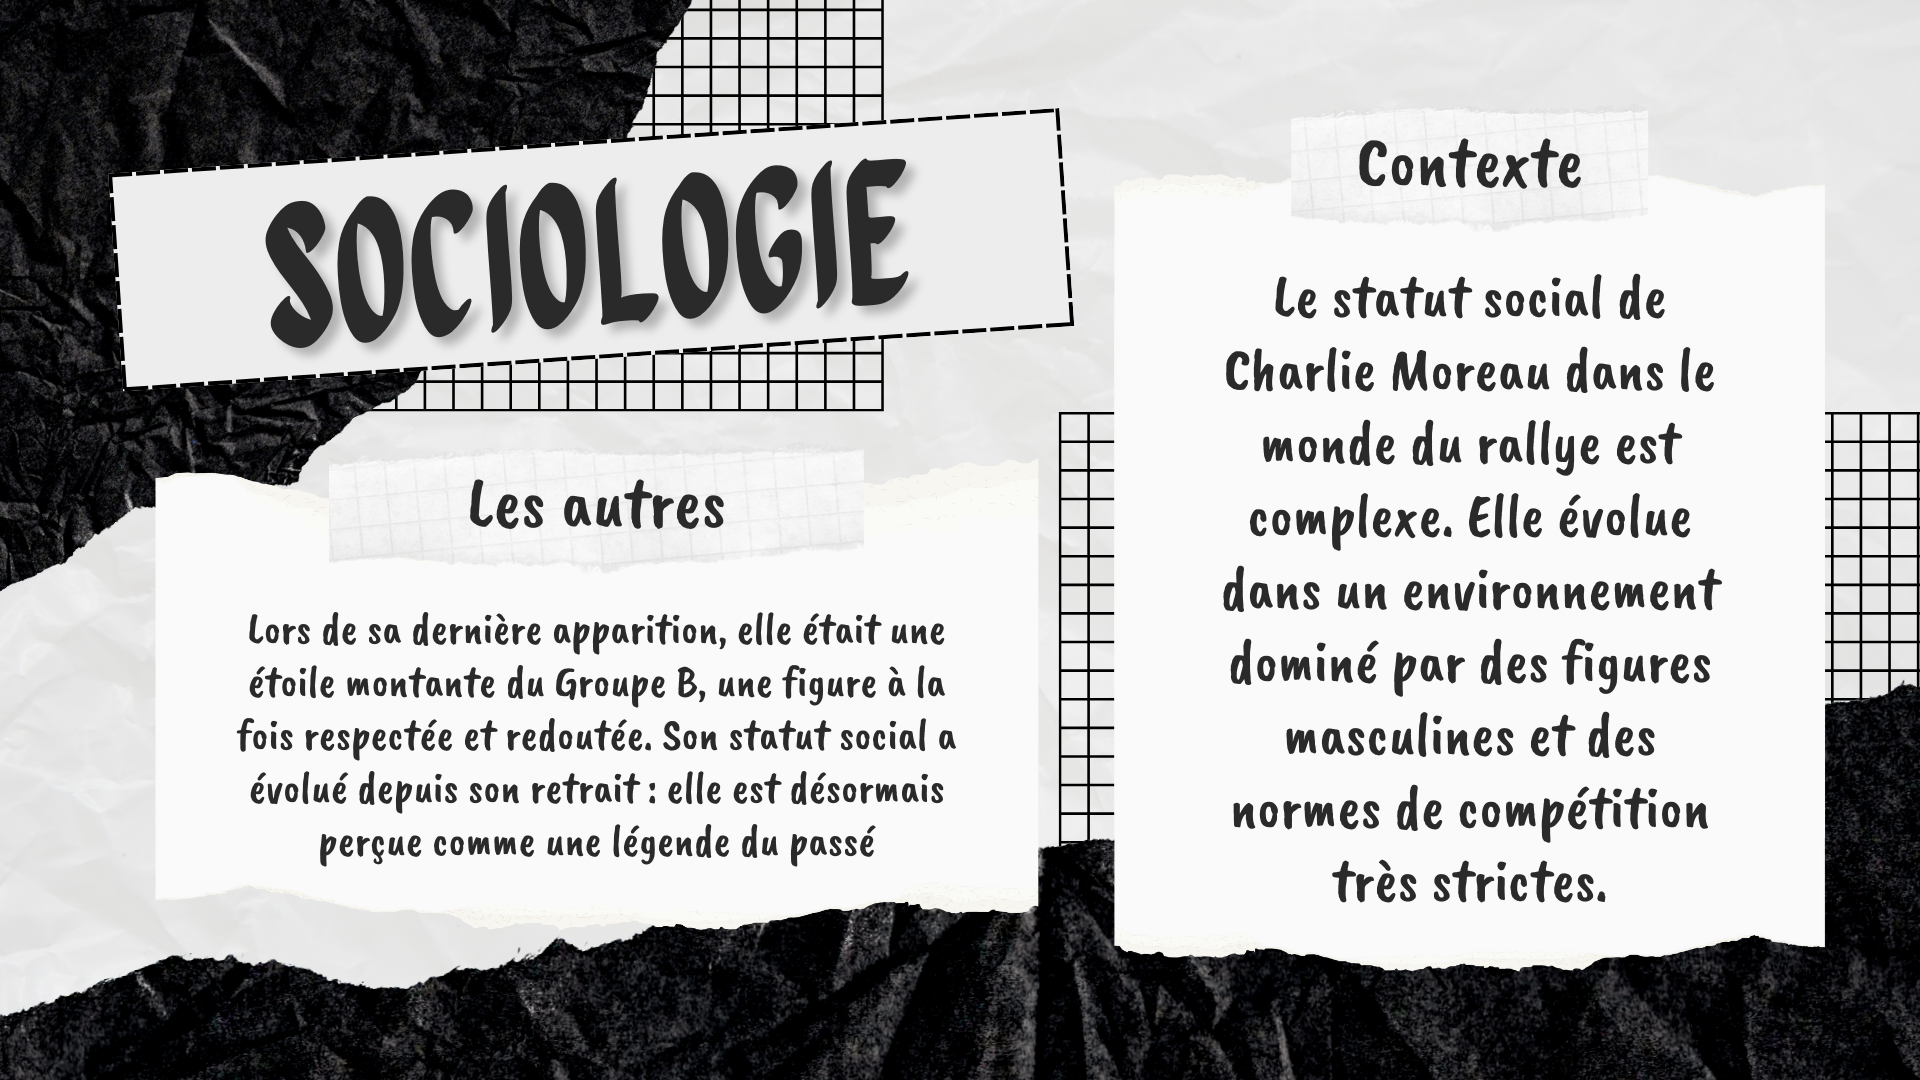 SOCIOLOGIE
Les autres
Lors de sa dernière apparition, elle était une
étoile montante du Groupe B, une figure à la
fois respectée et redoutée. Son statut social a
évolué depuis son retrait : elle est désormais
perçue comme une légende du passé
Contexte
Le statut social de
Charlie Moreau dans le
monde du rallye est
complexe. Elle évolue
dans un environnement
dominé par des figures
masculines et des
normes de compétition
très strictes.